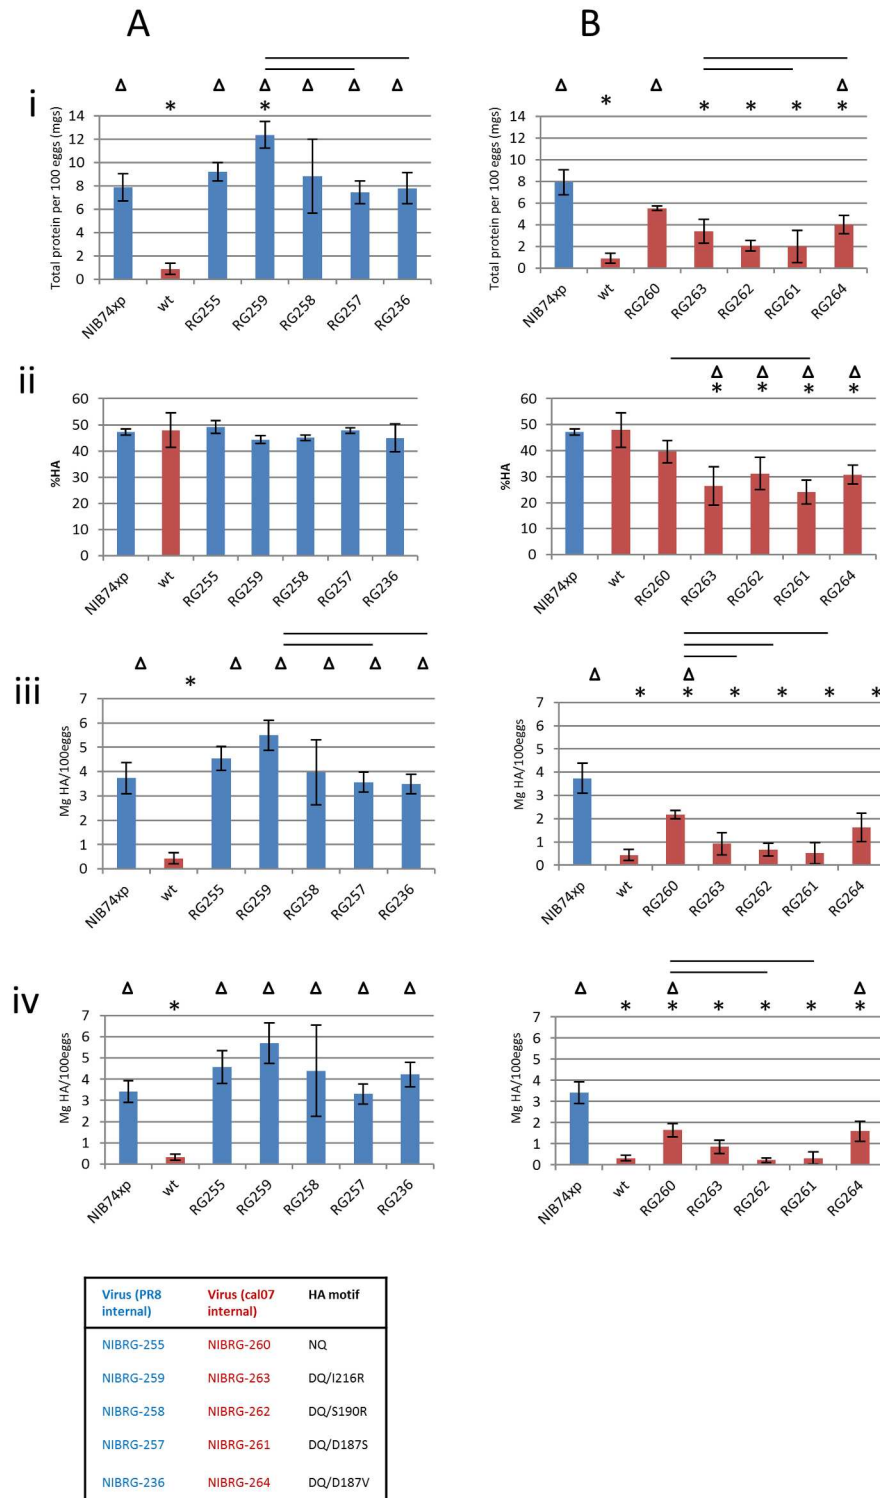 A
B
i
Δ Δ Δ Δ Δ Δ
* *
Total protein per 100 eggs (mgs)
14
12
10
8
6
4
2
0
NIB74xp
wt
RG255
RG259
RG258
RG257
RG236
Δ Δ Δ
* * * * *
14
12
10
8
6
4
2
0
NIB74xp
wt
RG260
RG263
RG262
RG261
RG264
ii
%HA
60
50
40
30
20
10
0
NIB74xp
wt
RG255
RG259
RG258
RG257
RG236
Δ Δ Δ Δ
* * * *
%HA
60
50
40
30
20
10
0
NIB74xp
wt
RG260
RG263
RG262
RG261
RG264
iii
Δ Δ Δ Δ Δ Δ
*
Mg HA/100eggs
7
6
5
4
3
2
1
0
NIB74xp
wt
RG255
RG259
RG258
RG257
RG236
Δ Δ
* * * * * *
Mg HA/100eggs
7
6
5
4
3
2
1
0
NIB74xp
wt
RG260
RG263
RG262
RG261
RG264
iv
Δ Δ Δ Δ Δ Δ
*
Mg HA/100eggs
7
6
5
4
3
2
1
0
NIB74xp
wt
RG255
RG259
RG258
RG257
RG236
Δ Δ Δ
* * * * * *
Mg HA/100eggs
7
6
5
4
3
2
1
0
NIB74xp
wt
RG260
RG263
RG262
RG261
RG264
Virus (PR8 Virus (cal07 HA motif
internal) internal)
NIBRG-255 NIBRG-260 NQ
NIBRG-259 NIBRG-263 DQ/I216R
NIBRG-258 NIBRG-262 DQ/S190R
NIBRG-257 NIBRG-261 DQ/D187S
NIBRG-236 NIBRG-264 DQ/D187V